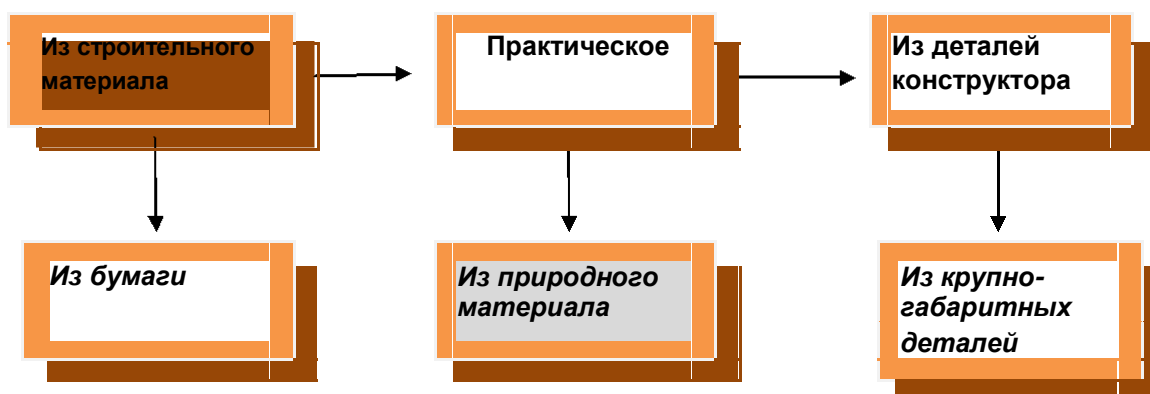 Из строительного
материала
Практическое
Из деталей
конструктора
Из бумаги
Из природного
материала
Из крупно-
габаритных
деталей